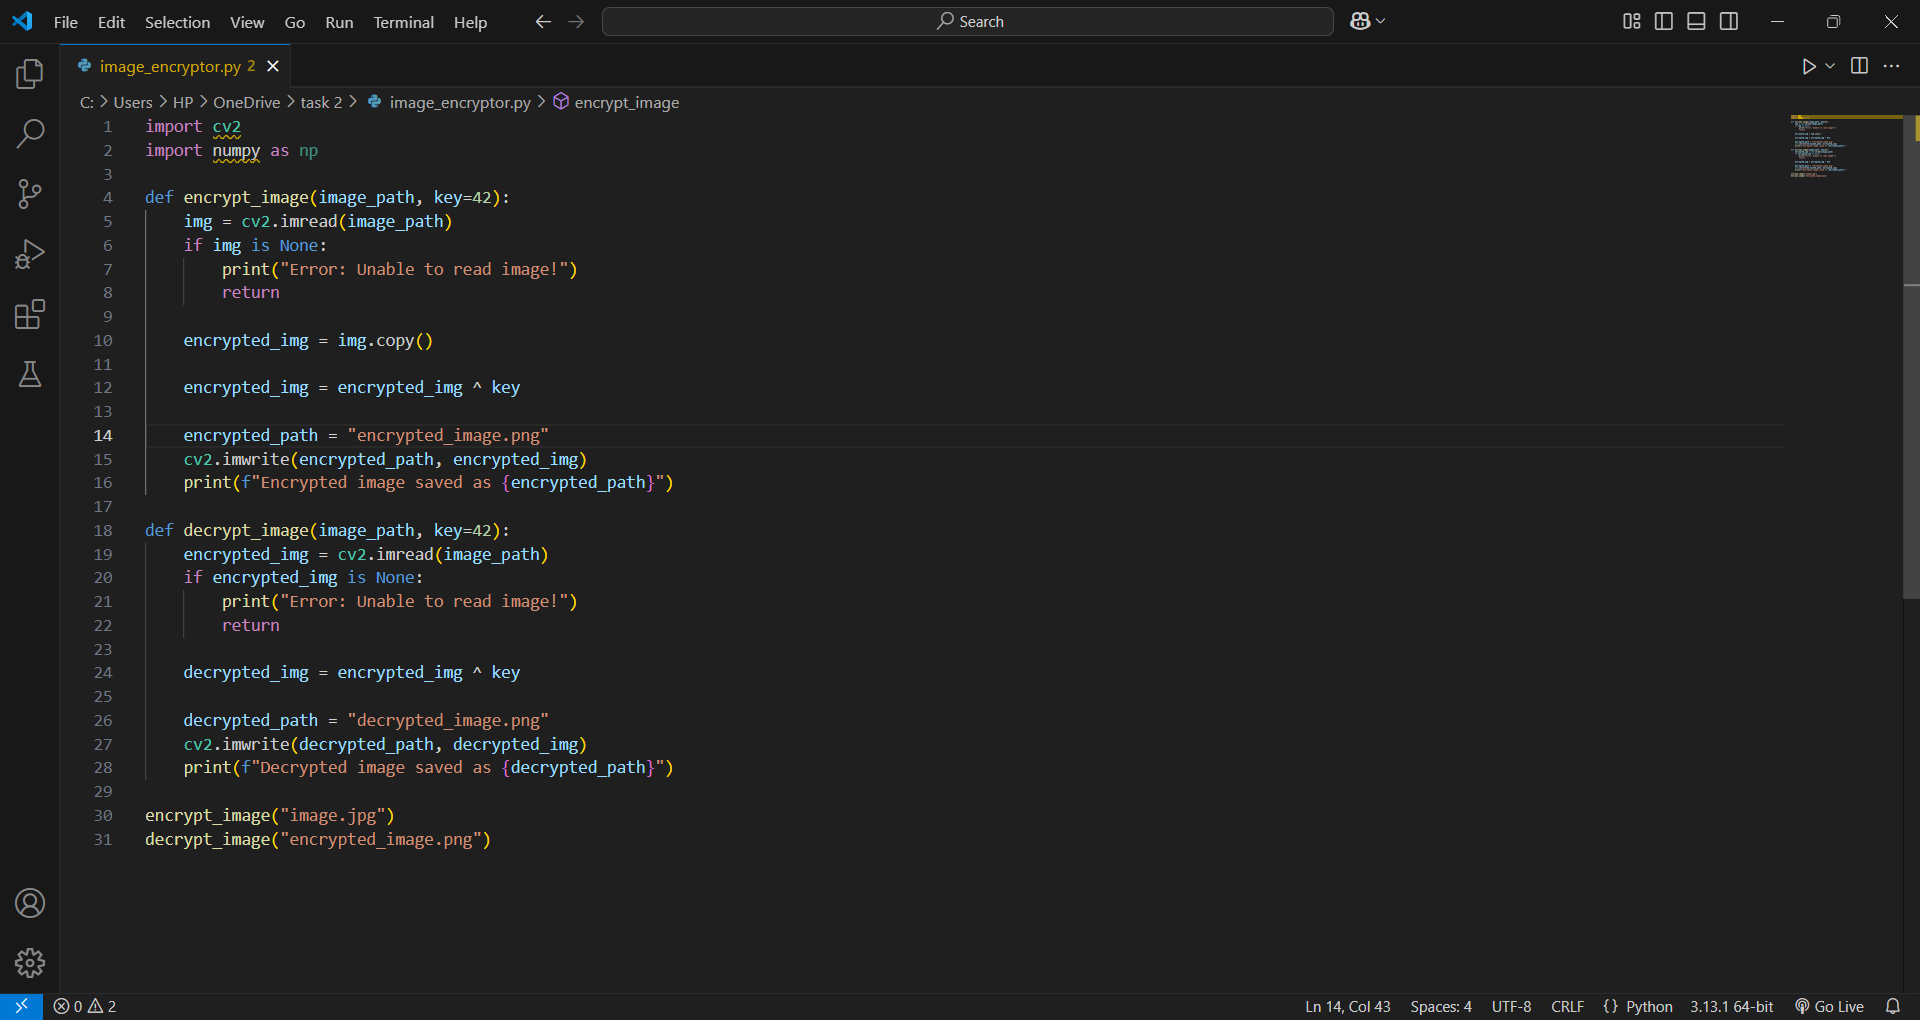 File Edit Selection View Go Run Terminal Help Search
image_encryptor.py 2
C: > Users > HP > OneDrive > task 2 > image_encryptor.py > encrypt_image
1 import cv2
2 import numpy as np
3
4 def encrypt_image(image_path, key=42):
5     img = cv2.imread(image_path)
6     if img is None:
7         print("Error: Unable to read image!")
8         return
9
10     encrypted_img = img.copy()
11
12     encrypted_img = encrypted_img ^ key
13
14     encrypted_path = "encrypted_image.png"
15     cv2.imwrite(encrypted_path, encrypted_img)
16     print(f"Encrypted image saved as {encrypted_path}")
17
18 def decrypt_image(image_path, key=42):
19     encrypted_img = cv2.imread(image_path)
20     if encrypted_img is None:
21         print("Error: Unable to read image!")
22         return
23
24     decrypted_img = encrypted_img ^ key
25
26     decrypted_path = "decrypted_image.png"
27     cv2.imwrite(decrypted_path, decrypted_img)
28     print(f"Decrypted image saved as {decrypted_path}")
29
30 encrypt_image("image.jpg")
31 decrypt_image("encrypted_image.png")
0 2 Ln 14, Col 43 Spaces: 4 UTF-8 CRLF {} Python 3.13.1 64-bit Go Live